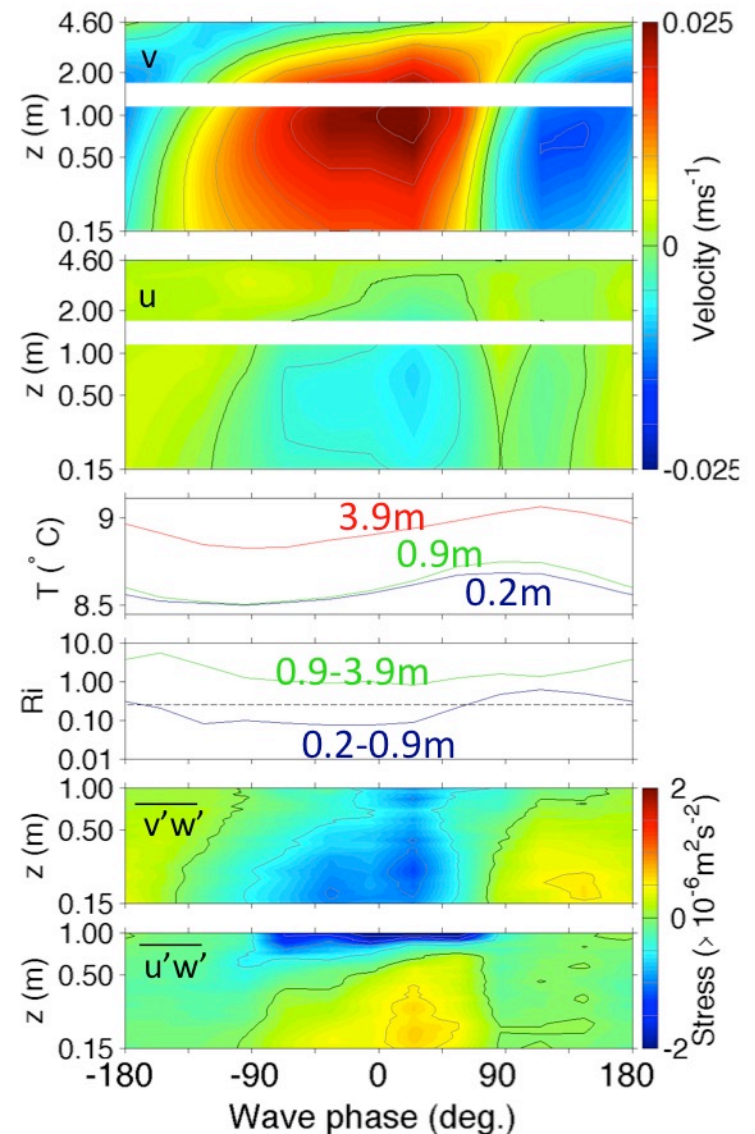 4.60
2.00
1.00
0.50
0.15
z (m)
v
0.025
0
-0.025
Velocity (ms-1)
4.60
2.00
1.00
0.50
0.15
z (m)
u
9
8.5
T (°C)
3.9m
0.9m
0.2m
10.0
1.00
0.10
0.01
Ri
0.9-3.9m
0.2-0.9m
1.00
0.50
0.15
z (m)
v'w'
2
0
-2
Stress (> 10-6m2s-2)
1.00
0.50
0.15
z (m)
u'w'
-180 -90 0 90 180
Wave phase (deg.)